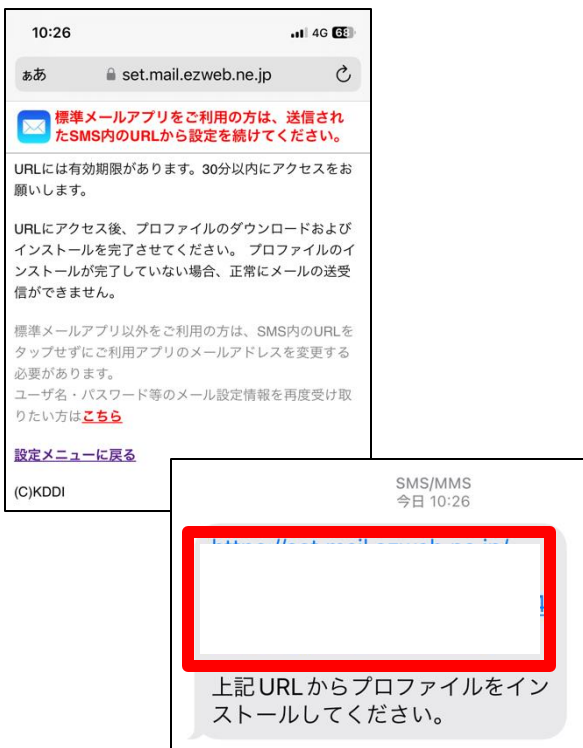 10:26
4G 68
ああ set.mail.ezweb.ne.jp
標準メールアプリをご利用の方は、送信され
たSMS内のURLから設定を続けてください。
URLには有効期限があります。30分以内にアクセスをお
願いします。
URLにアクセス後、プロファイルのダウンロードおよび
インストールを完了させてください。 プロファイルのイ
ンストールが完了していない場合、正常にメールの送受
信ができません。
標準メールアプリ以外をご利用の方は、SMS内のURLを
タップせずにご利用アプリのメールアドレスを変更する
必要があります。
ユーザ名・パスワード等のメール設定情報を再度受け取
りたい方はこちら
設定メニューに戻る
(C)KDDI
SMS/MMS
今日 10:26
上記URLからプロファイルをイン
ストールしてください。